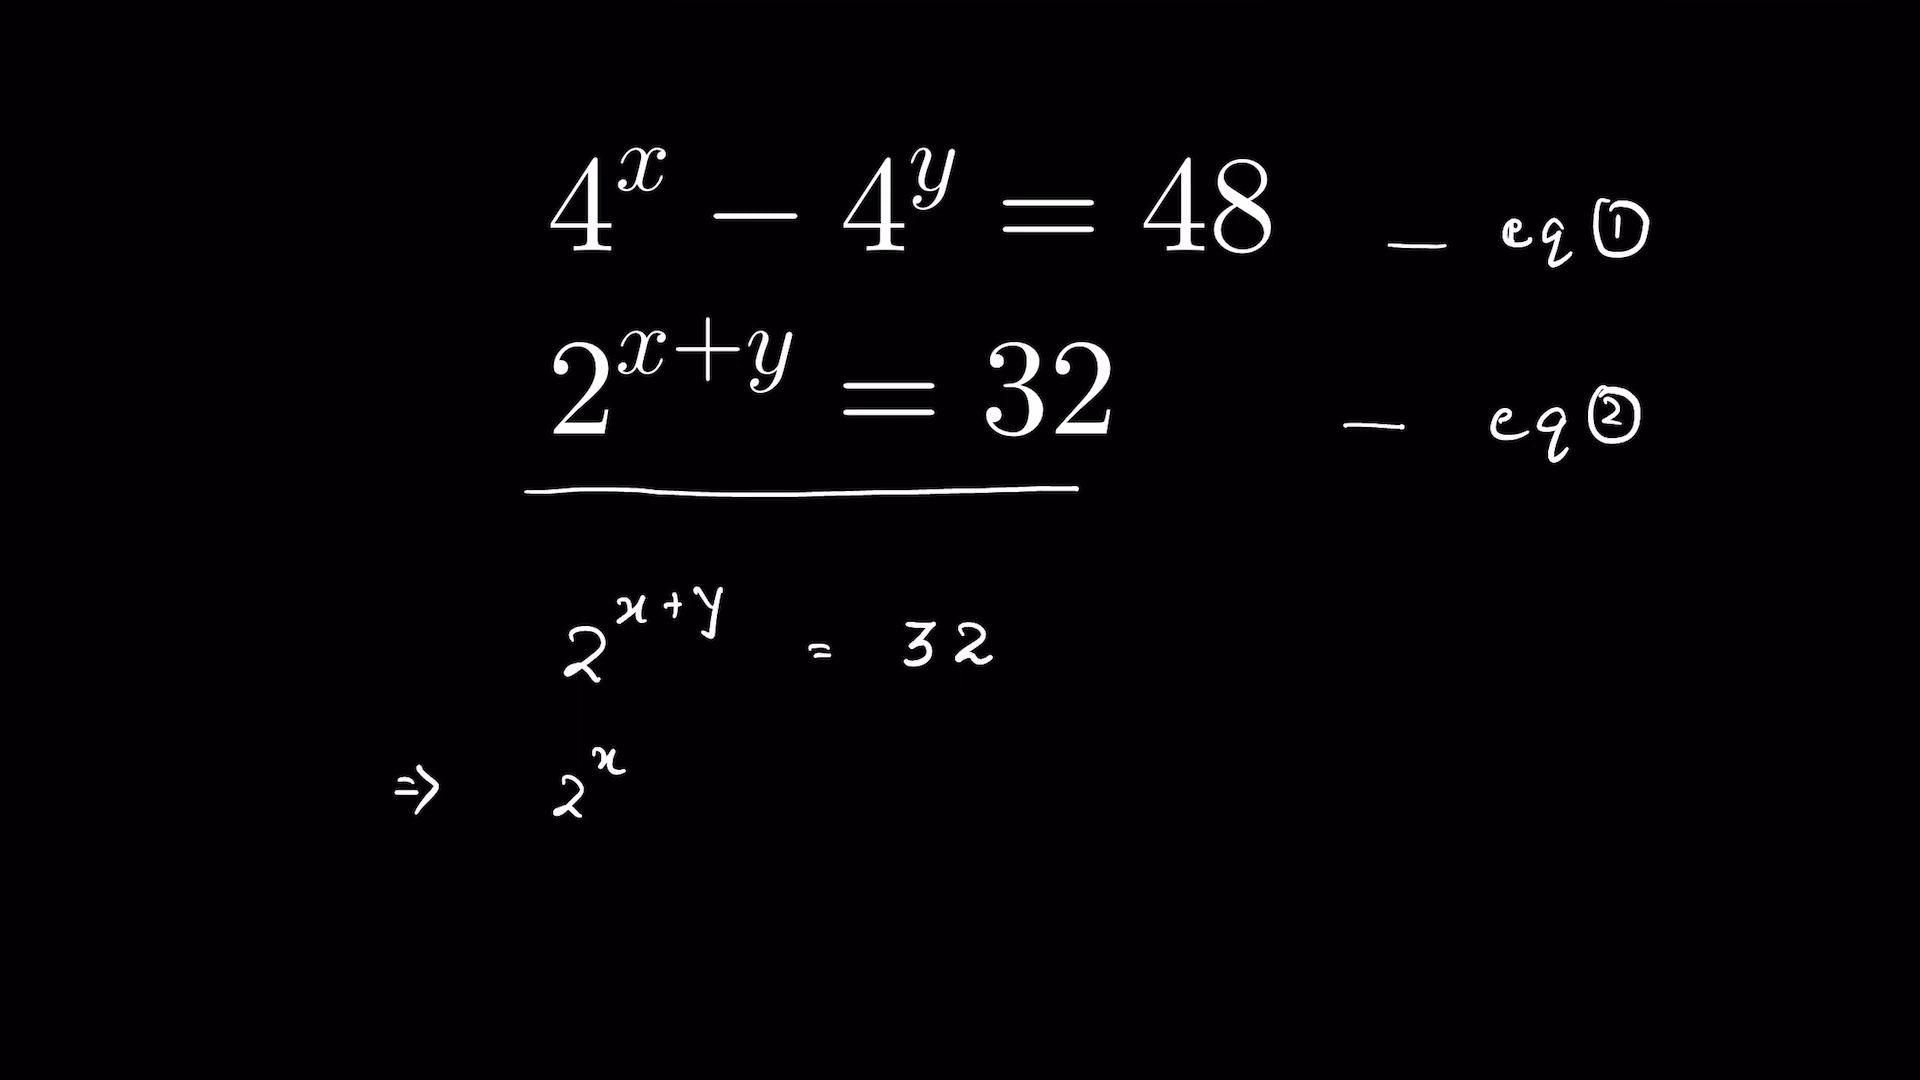 4^x − 4^y = 48 — eq ①
2^{x+y} = 32 — eq ②
2^{x+y} = 32
⇒ 2^x